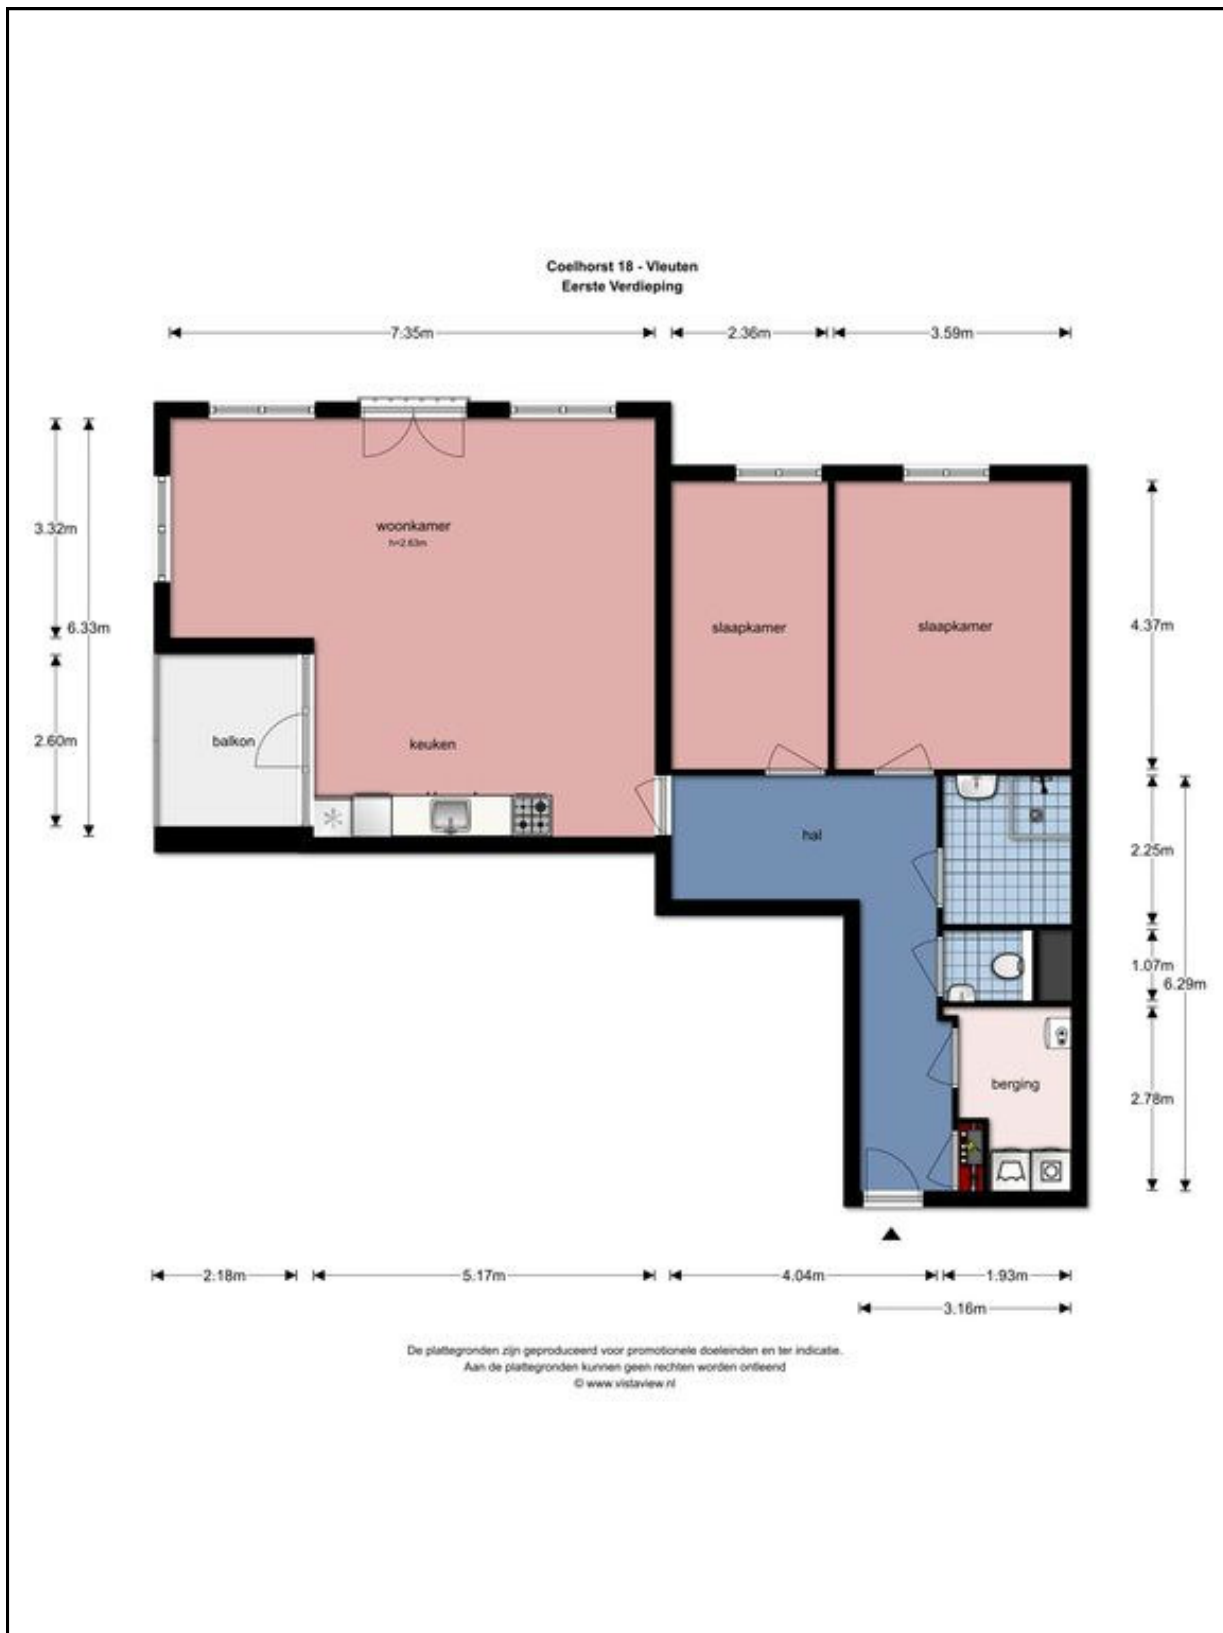 Coelhorst 18 - Vleuten
Eerste Verdieping
7.35m
2.36m
3.59m
3.32m
6.33m
2.60m
woonkamer
h=2.63m
slaapkamer
slaapkamer
4.37m
balkon
keuken
hal
2.25m
1.07m
6.29m
berging
2.78m
2.18m
5.17m
4.04m
1.93m
3.16m
De plattegronden zijn geproduceerd voor promotionele doeleinden en ter indicatie.
Aan de plattegronden kunnen geen rechten worden ontleend
© www.vistaview.nl